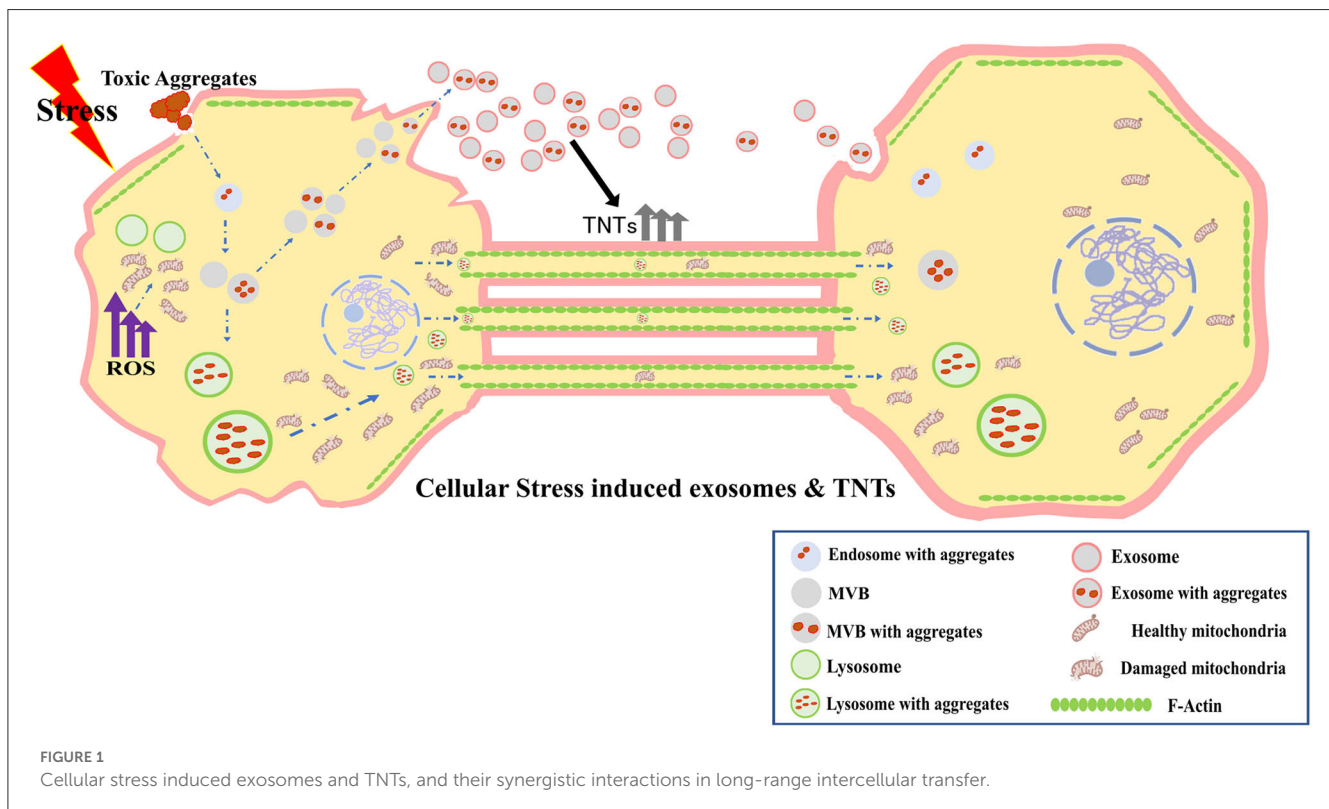 Toxic Aggregates
Stress
TNTs
ROS
Cellular Stress induced exosomes & TNTs
Endosome with aggregates
MVB
MVB with aggregates
Lysosome
Lysosome with aggregates
Exosome
Exosome with aggregates
Healthy mitochondria
Damaged mitochondria
F-Actin
FIGURE 1
Cellular stress induced exosomes and TNTs, and their synergistic interactions in long-range intercellular transfer.